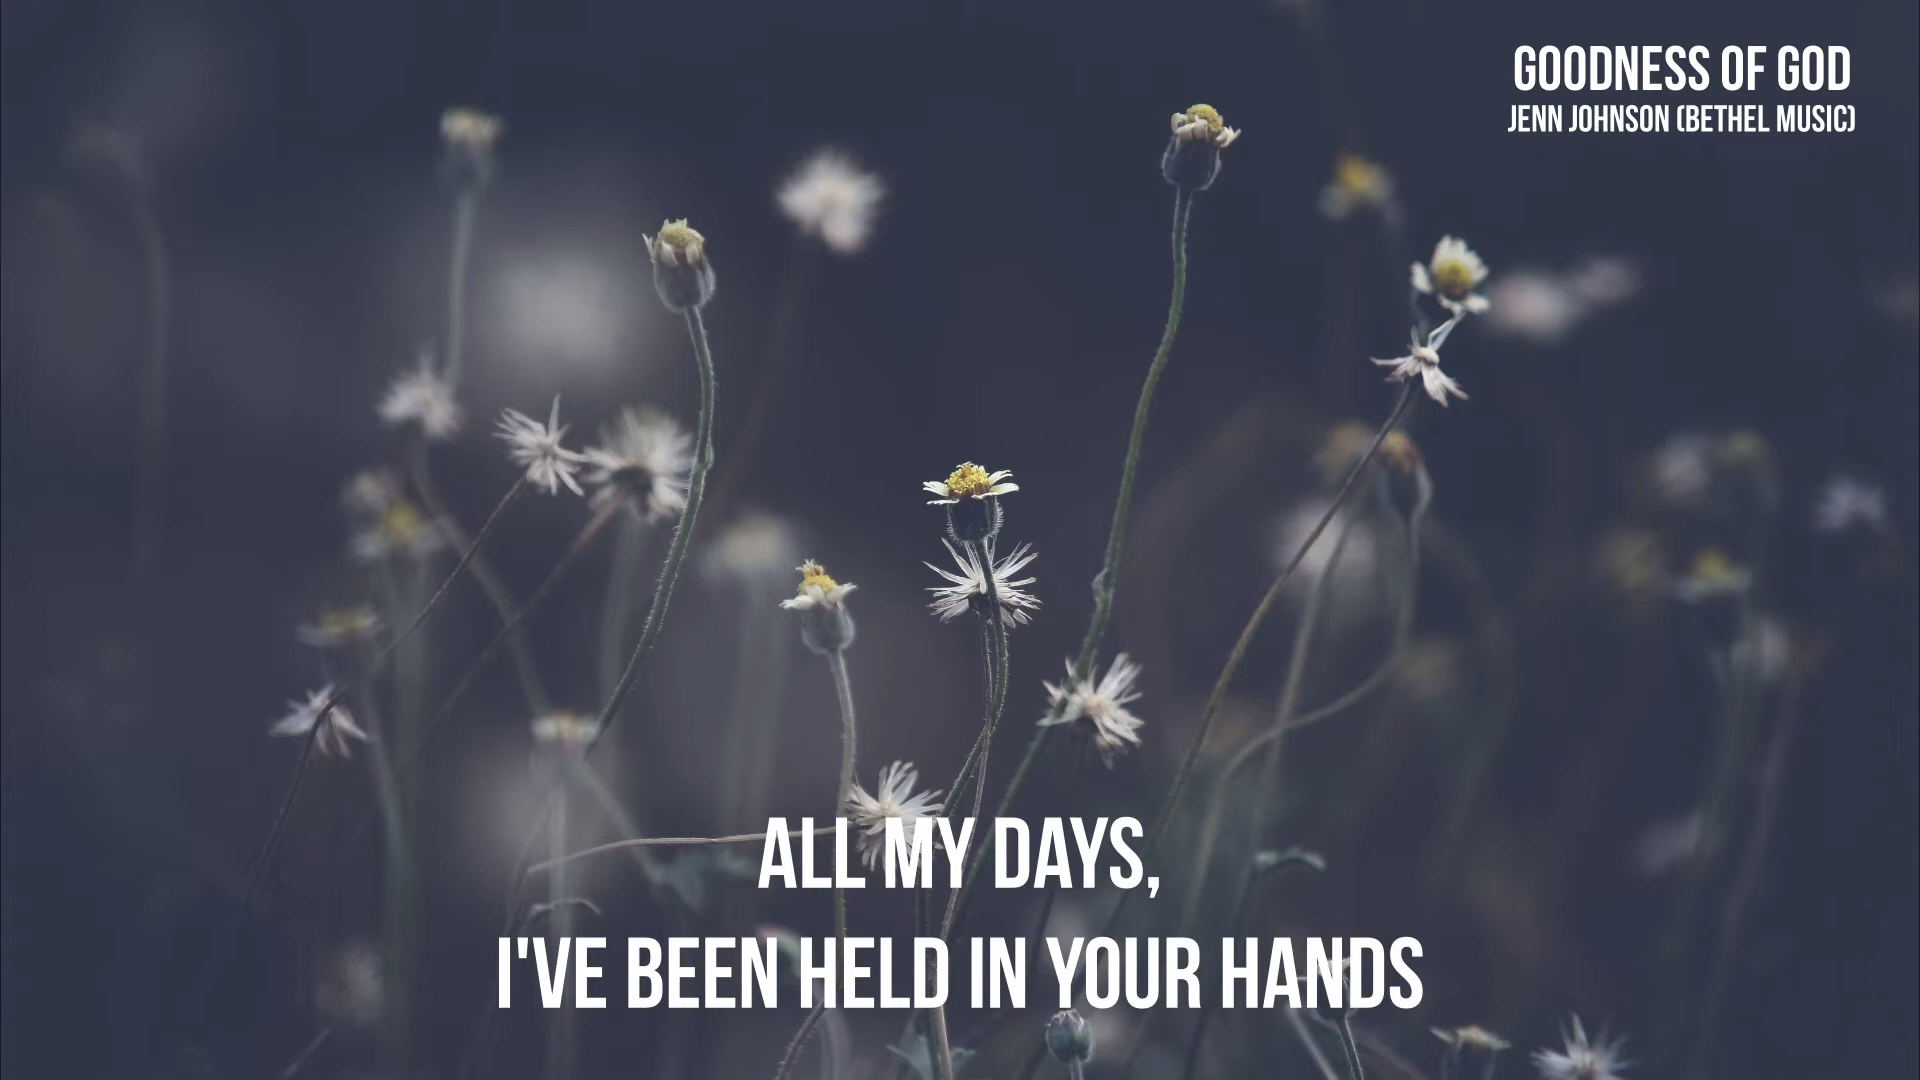 GOODNESS OF GOD
JENN JOHNSON (BETHEL MUSIC)
ALL MY DAYS,
I'VE BEEN HELD IN YOUR HANDS